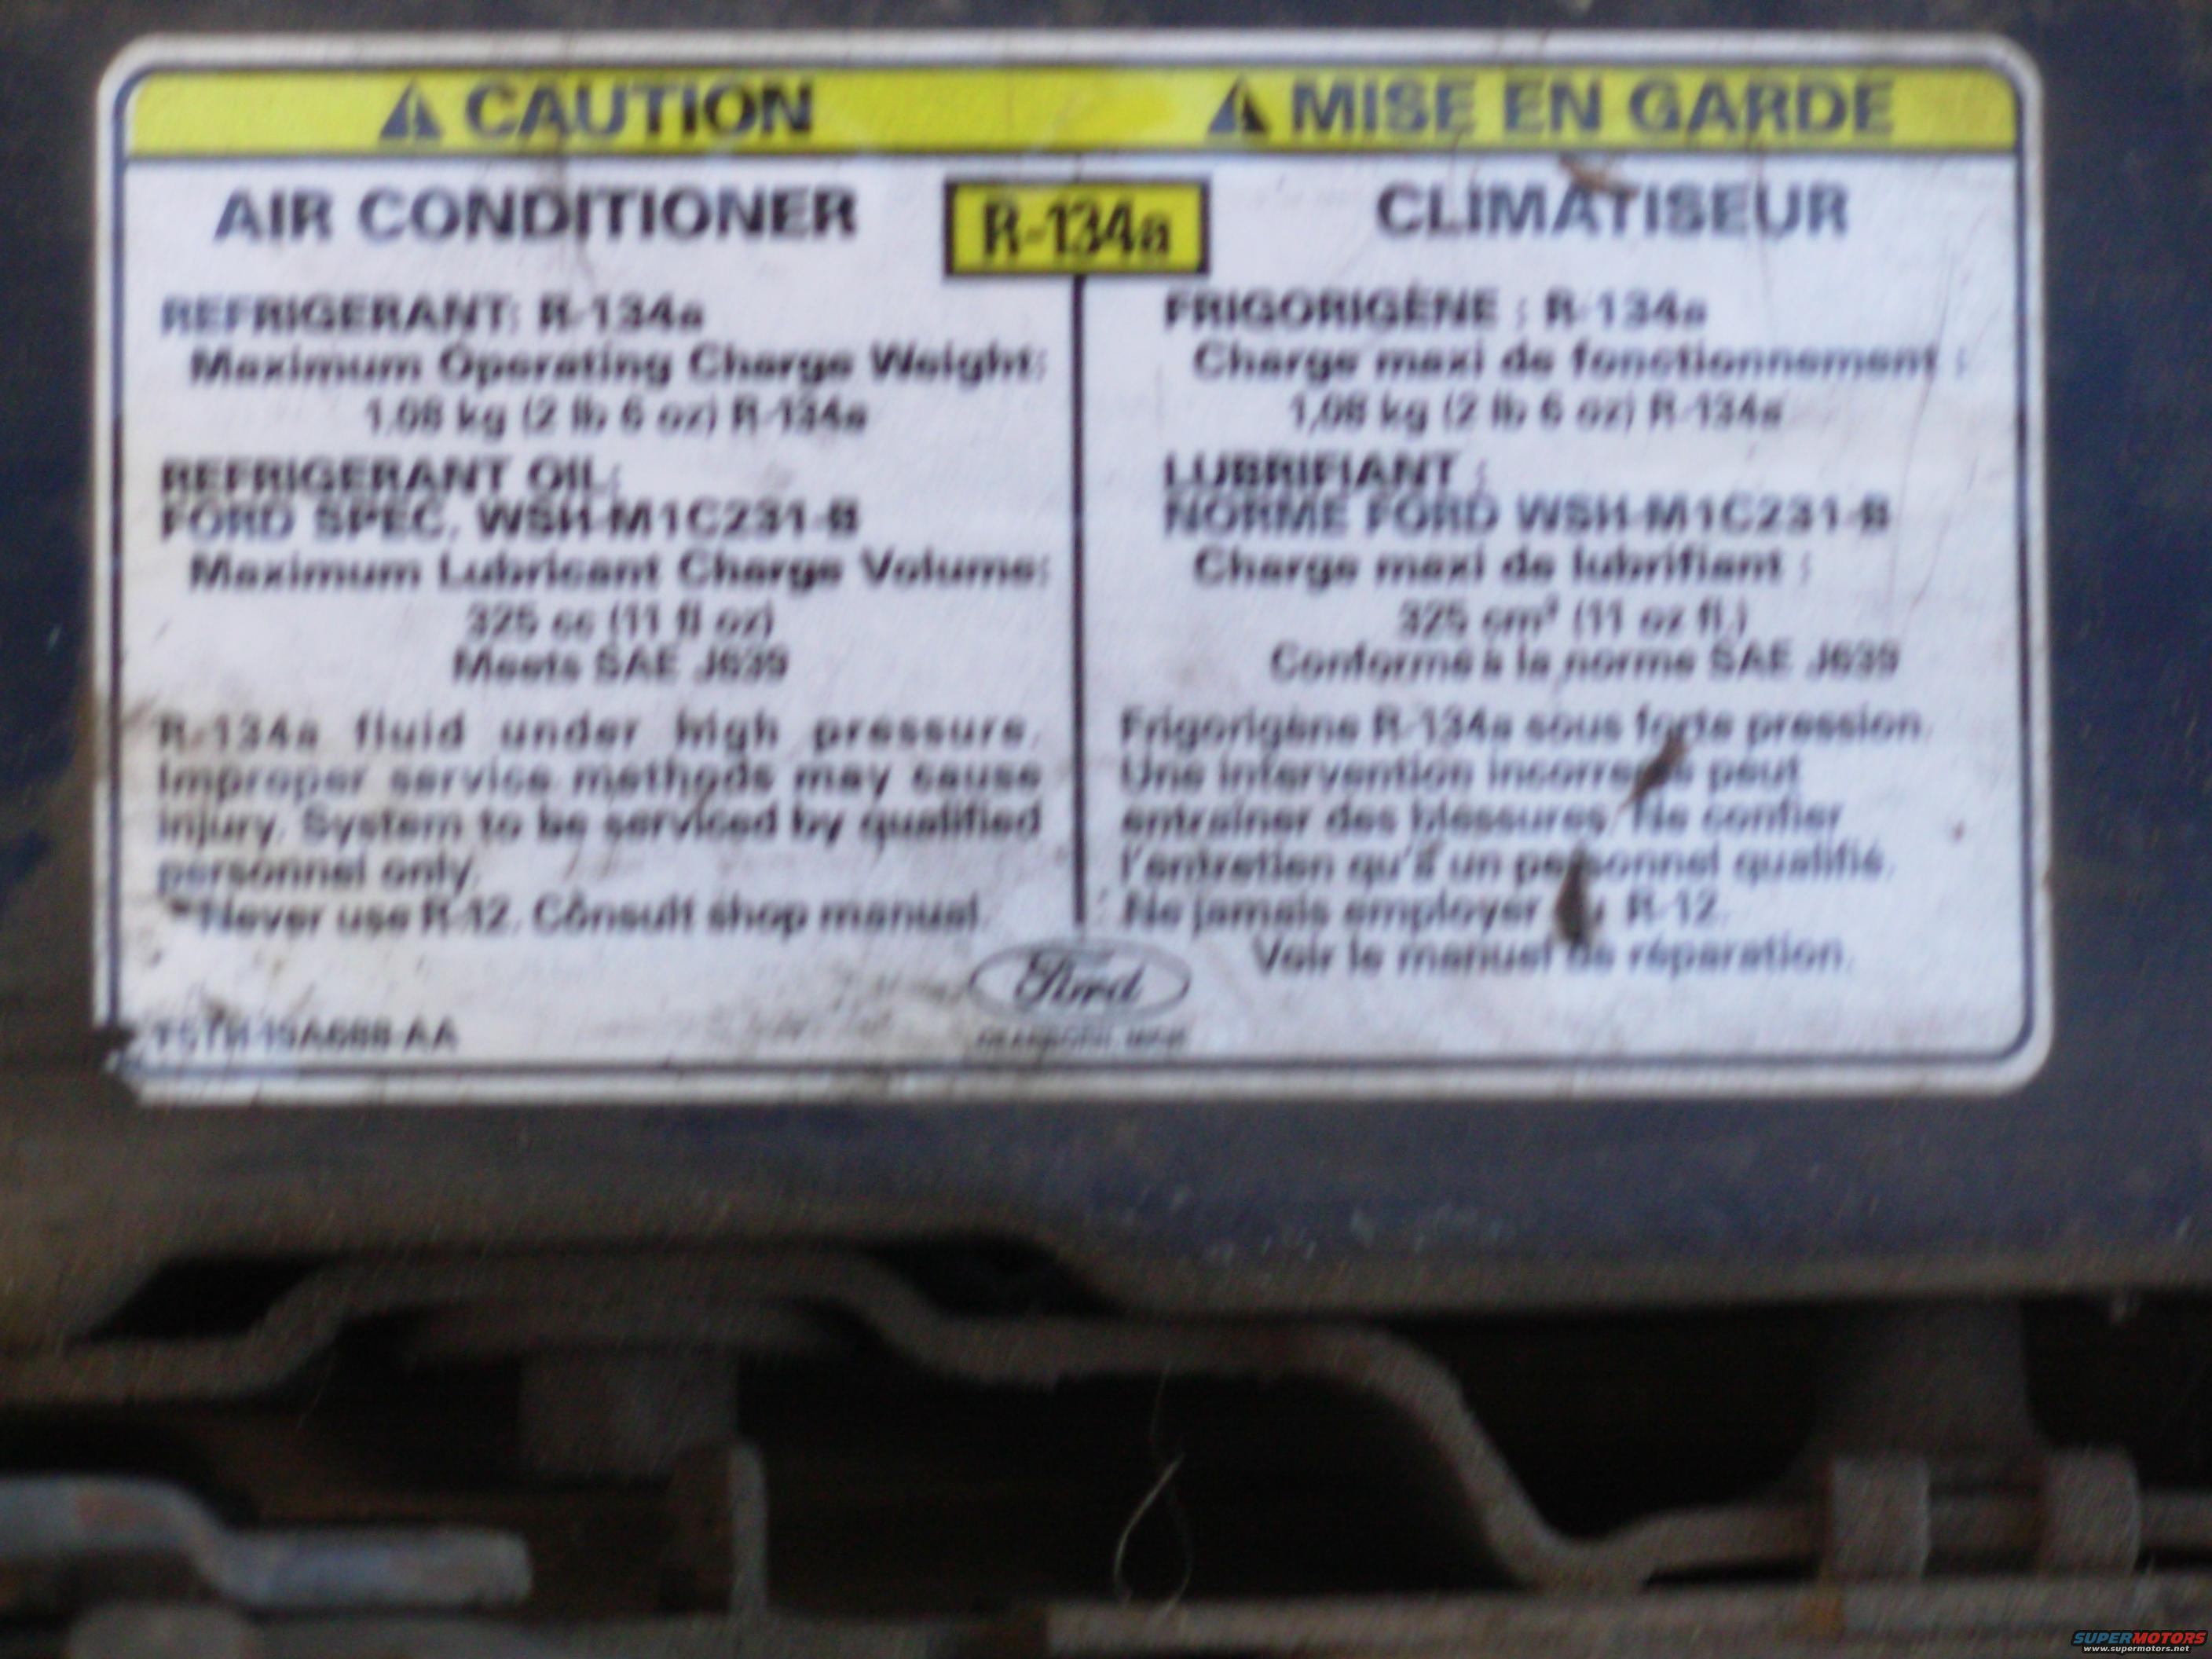 CAUTION
MISE EN GARDE
R-134a
AIR CONDITIONER
REFRIGERANT: R-134a
Maximum Operating Charge Weight:
1.08 kg (2 lb 6 oz) R-134a
REFRIGERANT OIL:
FORD SPEC. WSH-M1C231-B
Maximum Lubricant Charge Volume:
325 cc (11 fl oz)
Meets SAE J639
R-134a fluid under high pressure.
Improper service methods may cause
injury. System to be serviced by qualified
personnel only.
*Never use R-12. Consult shop manual.
CLIMATISEUR
FRIGORIGÈNE : R-134a
Charge maxi de fonctionnement :
1,08 kg (2 lb 6 oz) R-134a
LUBRIFIANT :
NORME FORD WSH-M1C231-B
Charge maxi de lubrifiant :
325 cm³ (11 oz fl.)
Conforme à la norme SAE J639
Frigorigène R-134a sous forte pression.
Une intervention incorrecte peut
entraîner des blessures. Ne confier
l'entretien qu'à un personnel qualifié.
Ne jamais employer R-12.
Voir le manuel de réparation.
Ford
SUPERMOTORS
www.supermotors.net